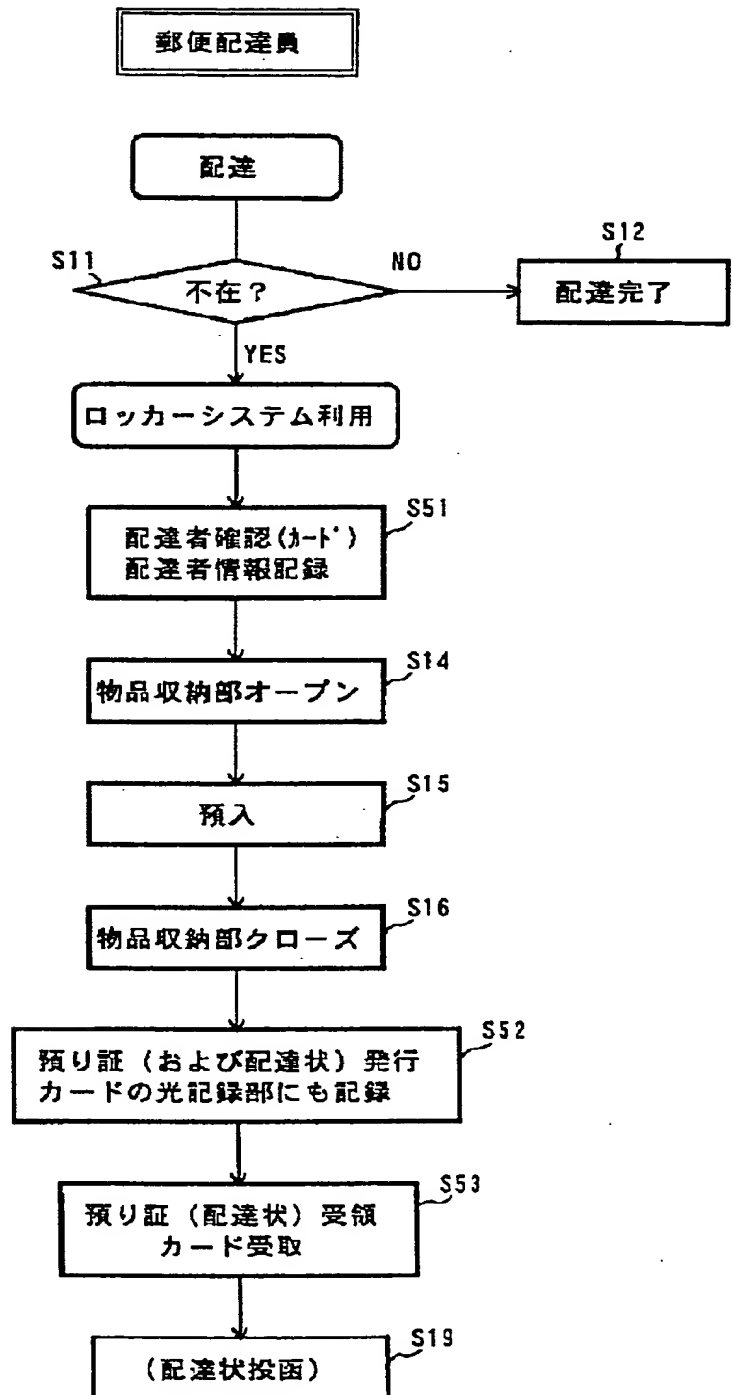 郵便配達員
配達
S11
不在?
NO
S12
配達完了
YES
ロッカーシステム利用
S51
配達者確認(ｶｰﾄﾞ)
配達者情報記録
S14
物品収納部オープン
S15
預入
S16
物品収納部クローズ
S52
預り証(および配達状)発行
カードの光記録部にも記録
S53
預り証(配達状)受領
カード受取
S19
(配達状投函)